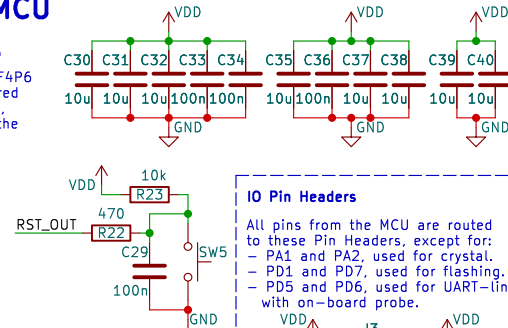 MCU
F4P6
red
,
the
VDD
VDD
VDD
C30 C31 C32 C33 C34
C35 C36 C37 C38
C39 C40
10u 10u 10u 100n 100n
10u 100n 10u 10u
10u 10u
GND
GND
GND
VDD
10k
R23
RST_OUT
470
R22
C29
100n
SW5
GND
IO Pin Headers
All pins from the MCU are routed
to these Pin Headers, except for:
- PA1 and PA2, used for crystal.
- PD1 and PD7, used for flashing.
- PD5 and PD6, used for UART-lin
with on-board probe.
VDD
VDD